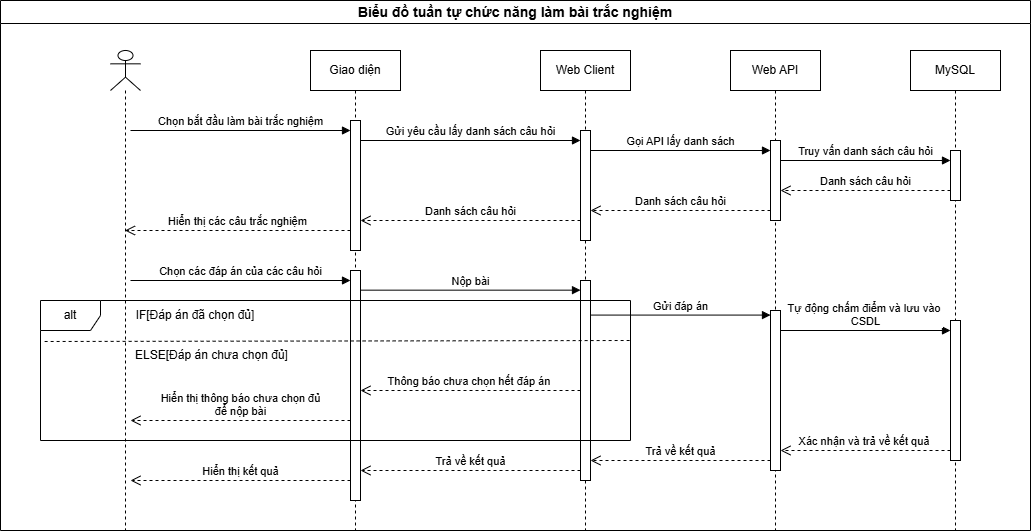 Biểu đồ tuần tự chức năng làm bài trắc nghiệm
Giao diện
Web Client
Web API
MySQL
Chọn bắt đầu làm bài trắc nghiệm
Gửi yêu cầu lấy danh sách câu hỏi
Gọi API lấy danh sách
Truy vấn danh sách câu hỏi
Danh sách câu hỏi
Danh sách câu hỏi
Danh sách câu hỏi
Hiển thị các câu trắc nghiệm
Chọn các đáp án của các câu hỏi
Nộp bài
alt
IF[Đáp án đã chọn đủ]
Gửi đáp án
Tự động chấm điểm và lưu vào
CSDL
ELSE[Đáp án chưa chọn đủ]
Thông báo chưa chọn hết đáp án
Hiển thị thông báo chưa chọn đủ
để nộp bài
Xác nhận và trả về kết quả
Trả về kết quả
Trả về kết quả
Hiển thị kết quả